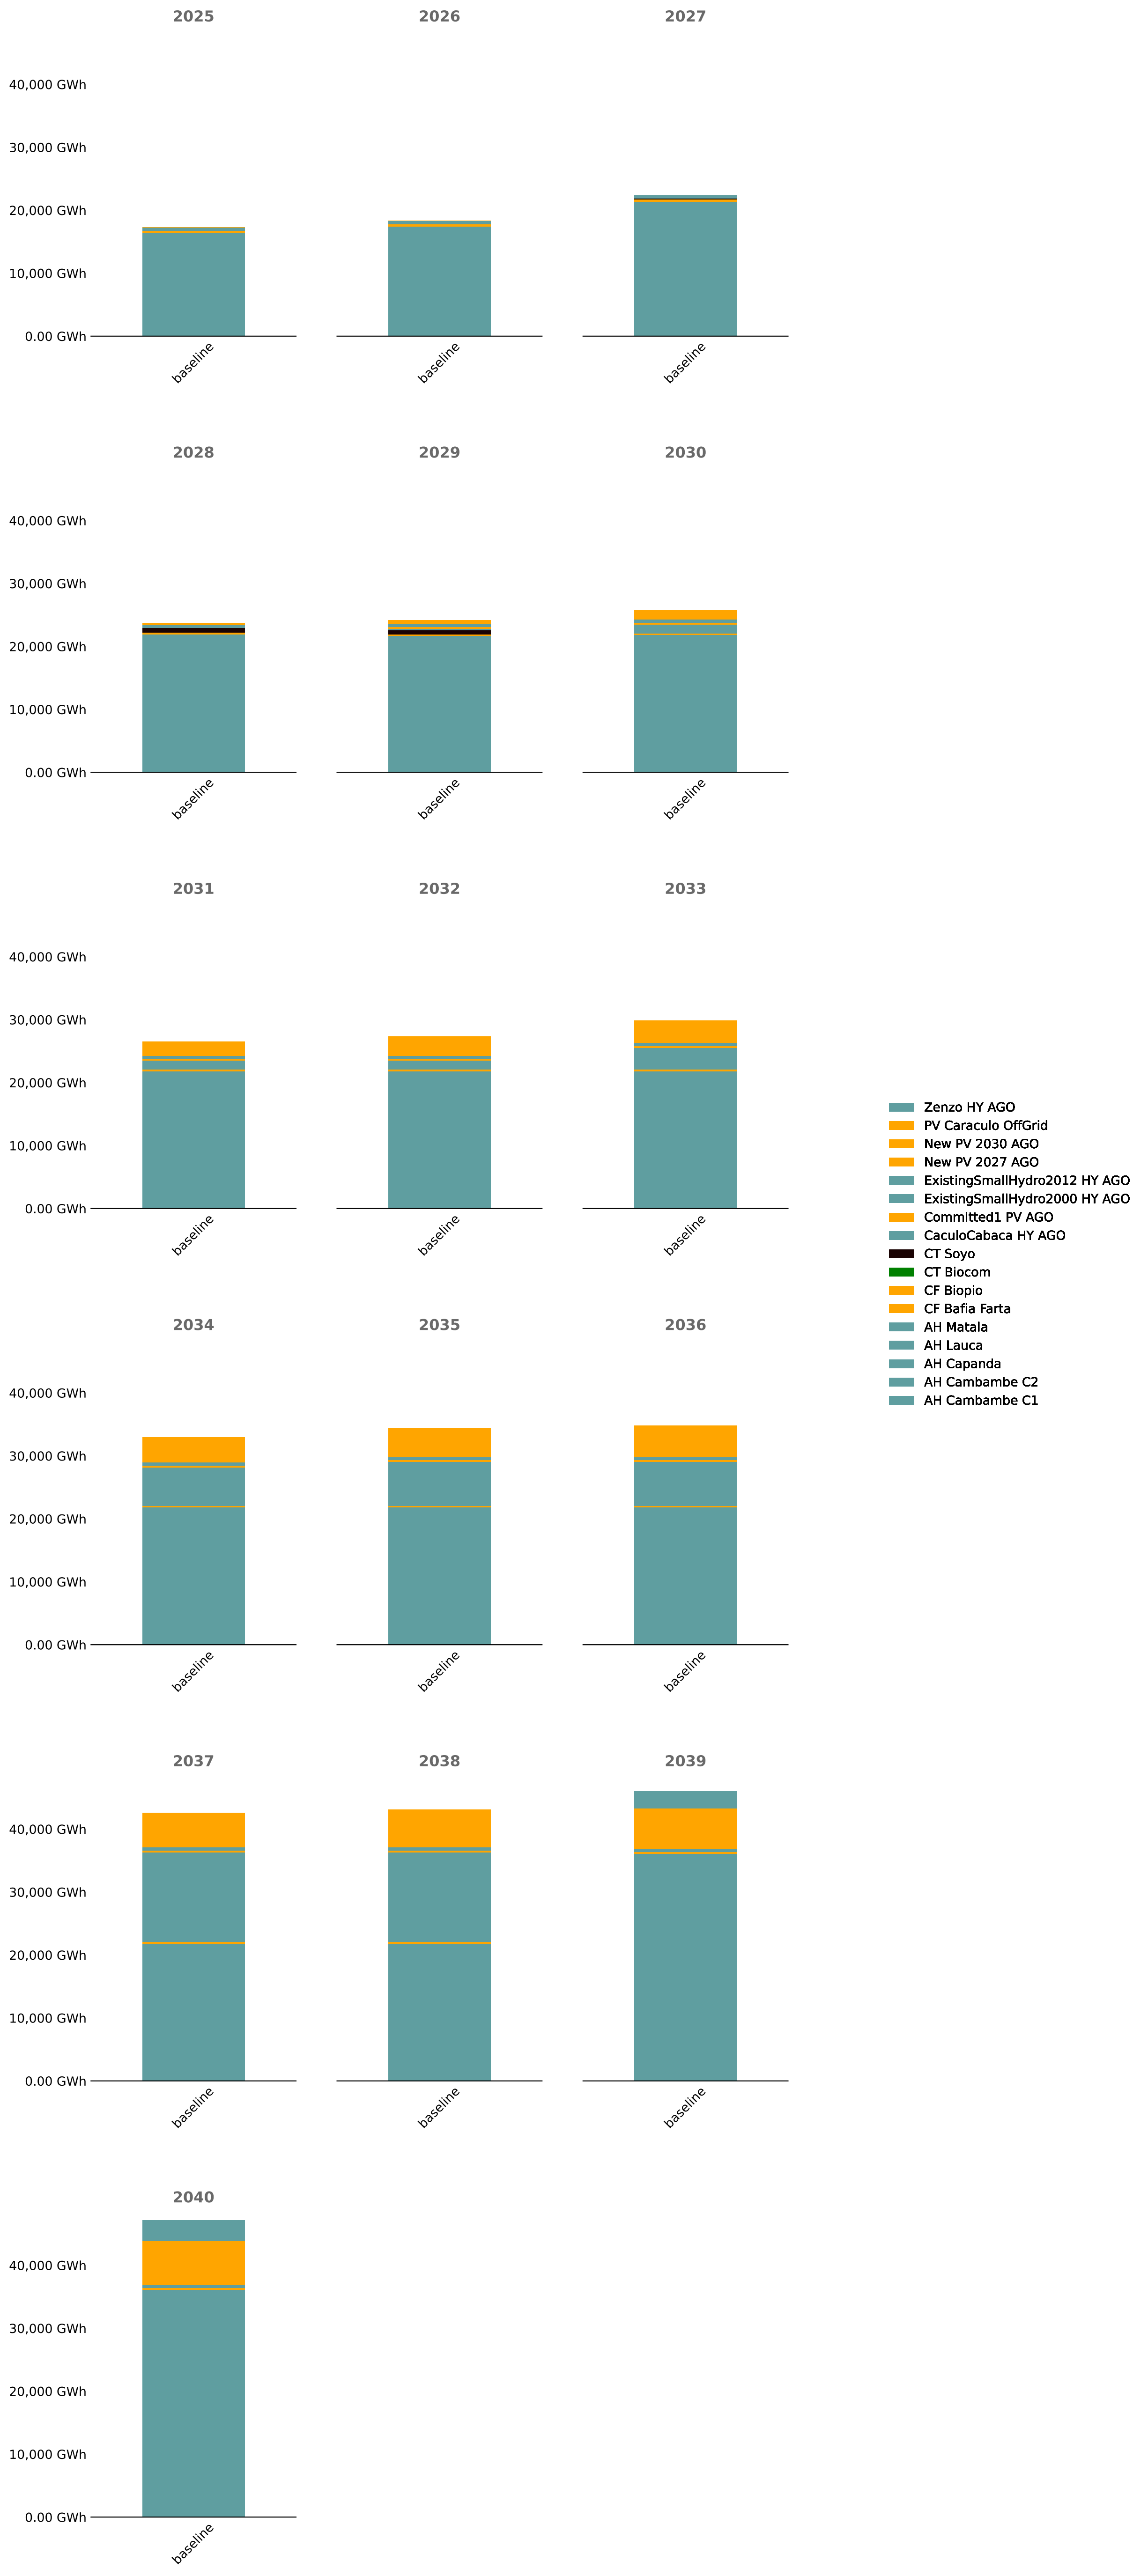 2025
2026
2027
40,000 GWh
30,000 GWh
20,000 GWh
10,000 GWh
0.00 GWh
baseline
baseline
baseline
2028
2029
2030
40,000 GWh
30,000 GWh
20,000 GWh
10,000 GWh
0.00 GWh
baseline
baseline
baseline
2031
2032
2033
40,000 GWh
30,000 GWh
20,000 GWh
10,000 GWh
0.00 GWh
baseline
baseline
baseline
Zenzo HY AGO
PV Caraculo OffGrid
New PV 2030 AGO
New PV 2027 AGO
ExistingSmallHydro2012 HY AGO
ExistingSmallHydro2000 HY AGO
Committed1 PV AGO
CaculoCabaca HY AGO
CT Soyo
CT Biocom
CF Biopio
CF Bafia Farta
AH Matala
AH Lauca
AH Capanda
AH Cambambe C2
AH Cambambe C1
2034
2035
2036
40,000 GWh
30,000 GWh
20,000 GWh
10,000 GWh
0.00 GWh
baseline
baseline
baseline
2037
2038
2039
40,000 GWh
30,000 GWh
20,000 GWh
10,000 GWh
0.00 GWh
baseline
baseline
baseline
2040
40,000 GWh
30,000 GWh
20,000 GWh
10,000 GWh
0.00 GWh
baseline